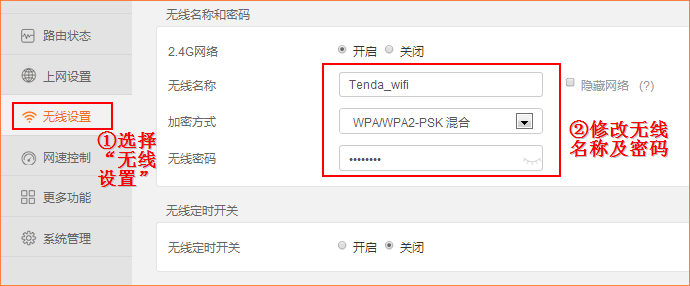 路由状态
上网设置
无线设置
网速控制
更多功能
系统管理
①选择
“无线
设置”
无线名称和密码
2.4G网络 开启 关闭
无线名称 Tenda_wifi 隐藏网络 (?)
加密方式 WPA/WPA2-PSK 混合
无线密码 ••••••••
②修改无线
名称及密码
无线定时开关
无线定时开关 开启 关闭